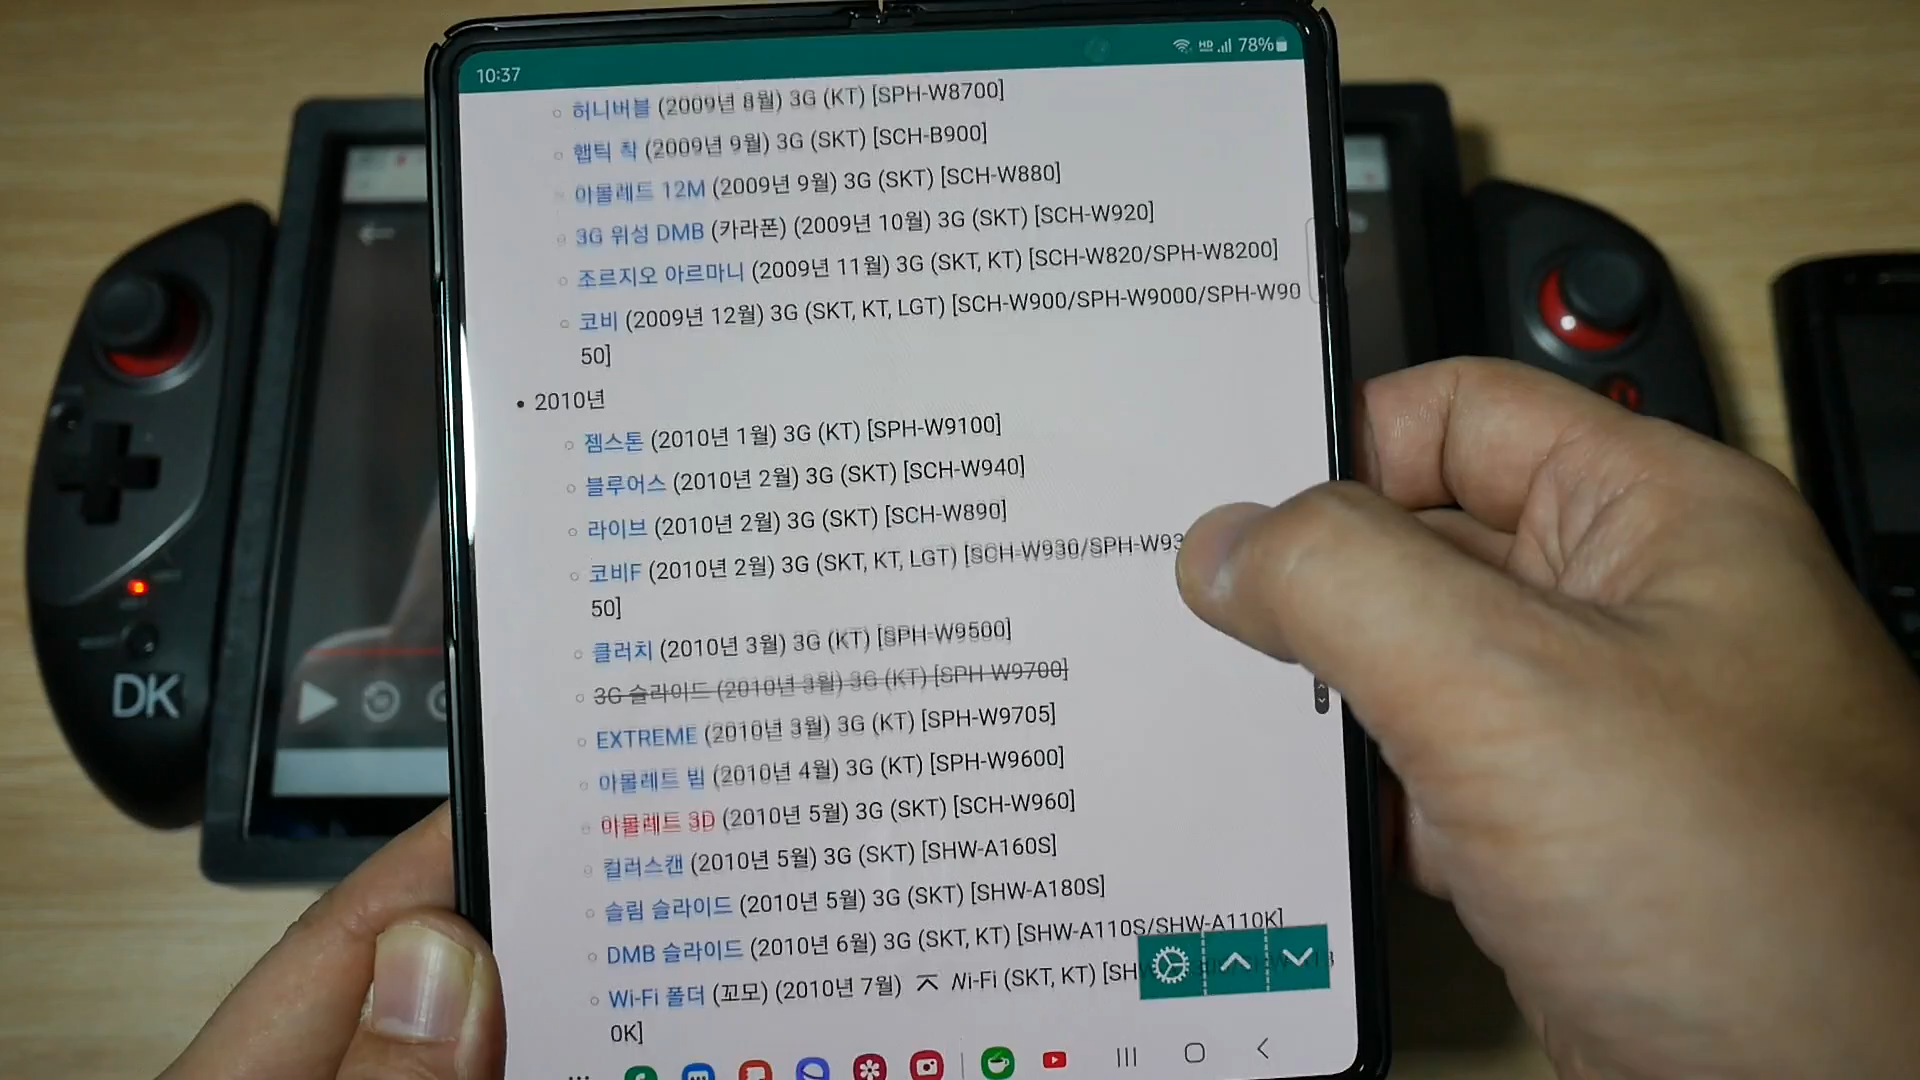 10:37
HD 78%
허니버블 (2009년 8월) 3G (KT) [SPH-W8700]
햅틱 착 (2009년 9월) 3G (SKT) [SCH-B900]
아몰레드 12M (2009년 9월) 3G (SKT) [SCH-W880]
3G 위성 DMB (카라폰) (2009년 10월) 3G (SKT) [SCH-W920]
조르지오 아르마니 (2009년 11월) 3G (SKT, KT) [SCH-W820/SPH-W8200]
코비 (2009년 12월) 3G (SKT, KT, LGT) [SCH-W900/SPH-W9000/SPH-W90
50]
2010년
젬스톤 (2010년 1월) 3G (KT) [SPH-W9100]
블루어스 (2010년 2월) 3G (SKT) [SCH-W940]
라이브 (2010년 2월) 3G (SKT) [SCH-W890]
코비F (2010년 2월) 3G (SKT, KT, LGT) [SCH-W930/SPH-W93
50]
클러치 (2010년 3월) 3G (KT) [SPH-W9500]
3G 슬라이드 (2010년 3월) 3G (KT) [SPH-W9700]
EXTREME (2010년 3월) 3G (KT) [SPH-W9705]
아몰레드 빔 (2010년 4월) 3G (KT) [SPH-W9600]
아몰레드 3D (2010년 5월) 3G (SKT) [SCH-W960]
컬러스캔 (2010년 5월) 3G (SKT) [SHW-A160S]
슬림 슬라이드 (2010년 5월) 3G (SKT) [SHW-A180S]
DMB 슬라이드 (2010년 6월) 3G (SKT, KT) [SHW-A110S/SHW-A110K]
Wi-Fi 폴더 (꼬모) (2010년 7월) Wi-Fi (SKT, KT) [SH
0K]
DK